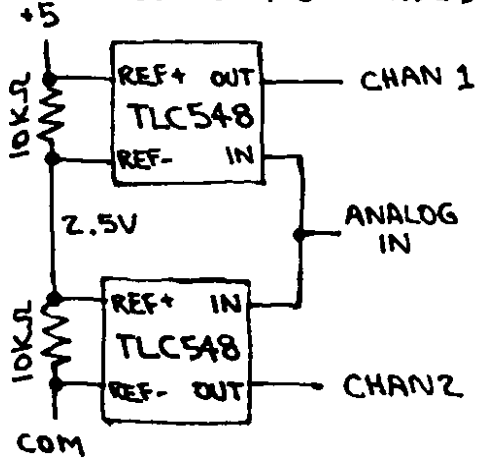 +5
10KΩ
REF+ OUT
TLC548
REF- IN
CHAN 1
2.5V
ANALOG
IN
10KΩ
REF+ IN
TLC548
REF- OUT
CHAN2
COM